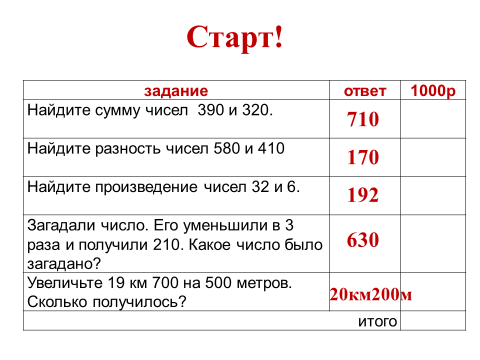 Старт!
задание ответ 1000р
Найдите сумму чисел 390 и 320. 710
Найдите разность чисел 580 и 410 170
Найдите произведение чисел 32 и 6. 192
Загадали число. Его уменьшили в 3
раза и получили 210. Какое число было
загадано?
630
Увеличьте 19 км 700 на 500 метров.
Сколько получилось?
20км200м
итого